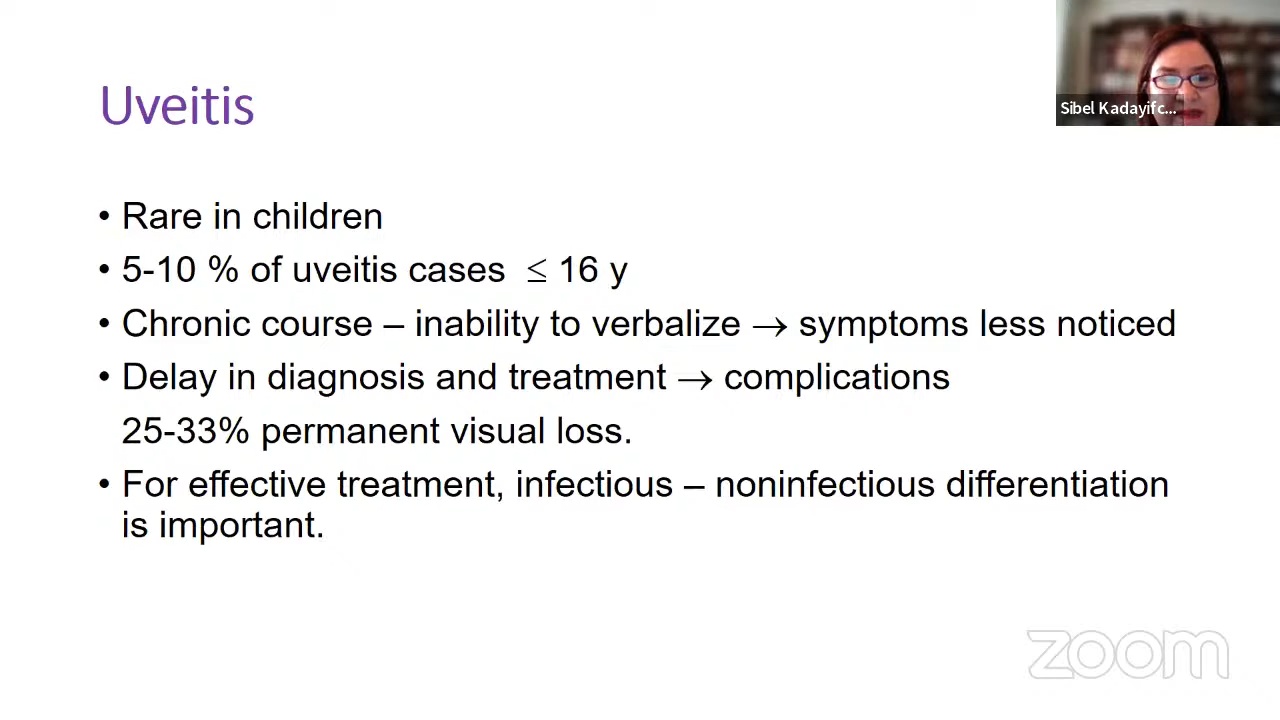 Sibel Kadayifc...
Uveitis
• Rare in children
• 5-10 % of uveitis cases ≤ 16 y
• Chronic course – inability to verbalize → symptoms less noticed
• Delay in diagnosis and treatment → complications
25-33% permanent visual loss.
• For effective treatment, infectious – noninfectious differentiation
is important.
zoom